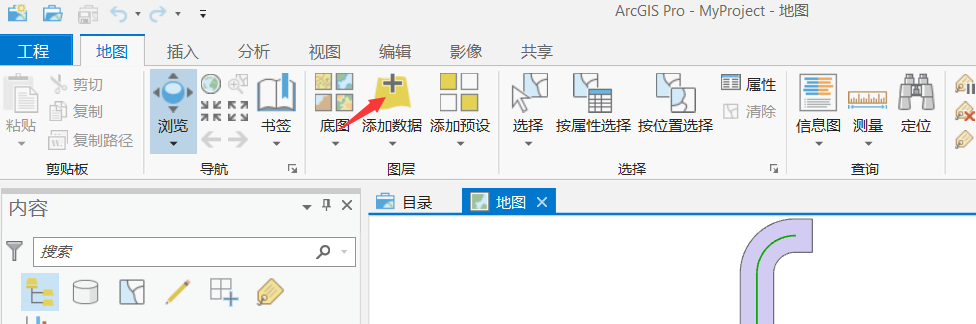 ArcGIS Pro - MyProject - 地图
工程 地图 插入 分析 视图 编辑 影像 共享
粘贴 剪切 复制 复制路径
浏览 书签
底图 添加数据 添加预设
选择 按属性选择 按位置选择 属性 清除
信息图 测量 定位
剪贴板 导航 图层 选择 查询
内容
目录 地图
搜索